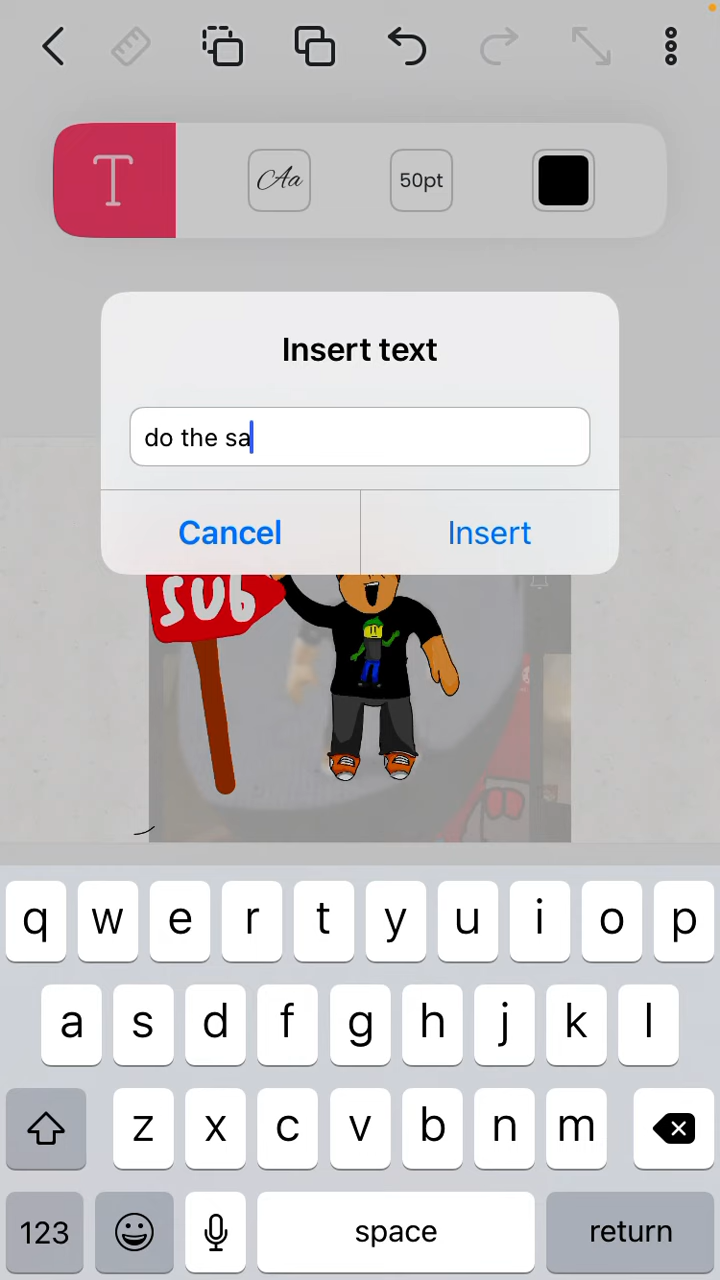 T
Aa
50pt
Insert text
do the sa
Cancel
Insert
SUB
q w e r t y u i o p
a s d f g h j k l
z x c v b n m
123
space
return